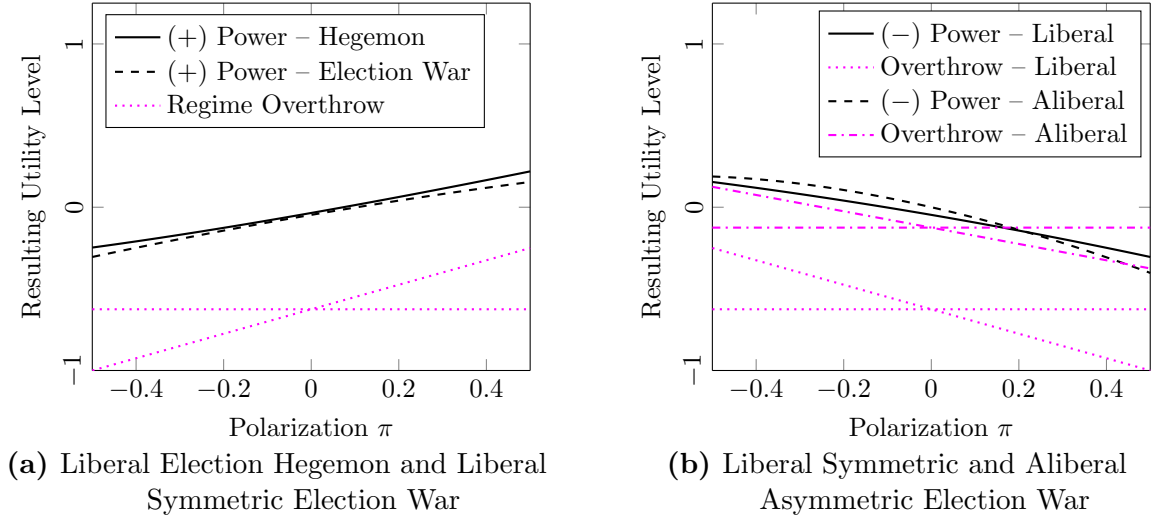 (+) Power – Hegemon
(+) Power – Election War
Regime Overthrow
1
0
−1
Resulting Utility Level
−0.4 −0.2 0 0.2 0.4
Polarization π
(a) Liberal Election Hegemon and Liberal
Symmetric Election War
(−) Power – Liberal
Overthrow – Liberal
(−) Power – Aliberal
Overthrow – Aliberal
1
0
−1
Resulting Utility Level
−0.4 −0.2 0 0.2 0.4
Polarization π
(b) Liberal Symmetric and Aliberal
Asymmetric Election War